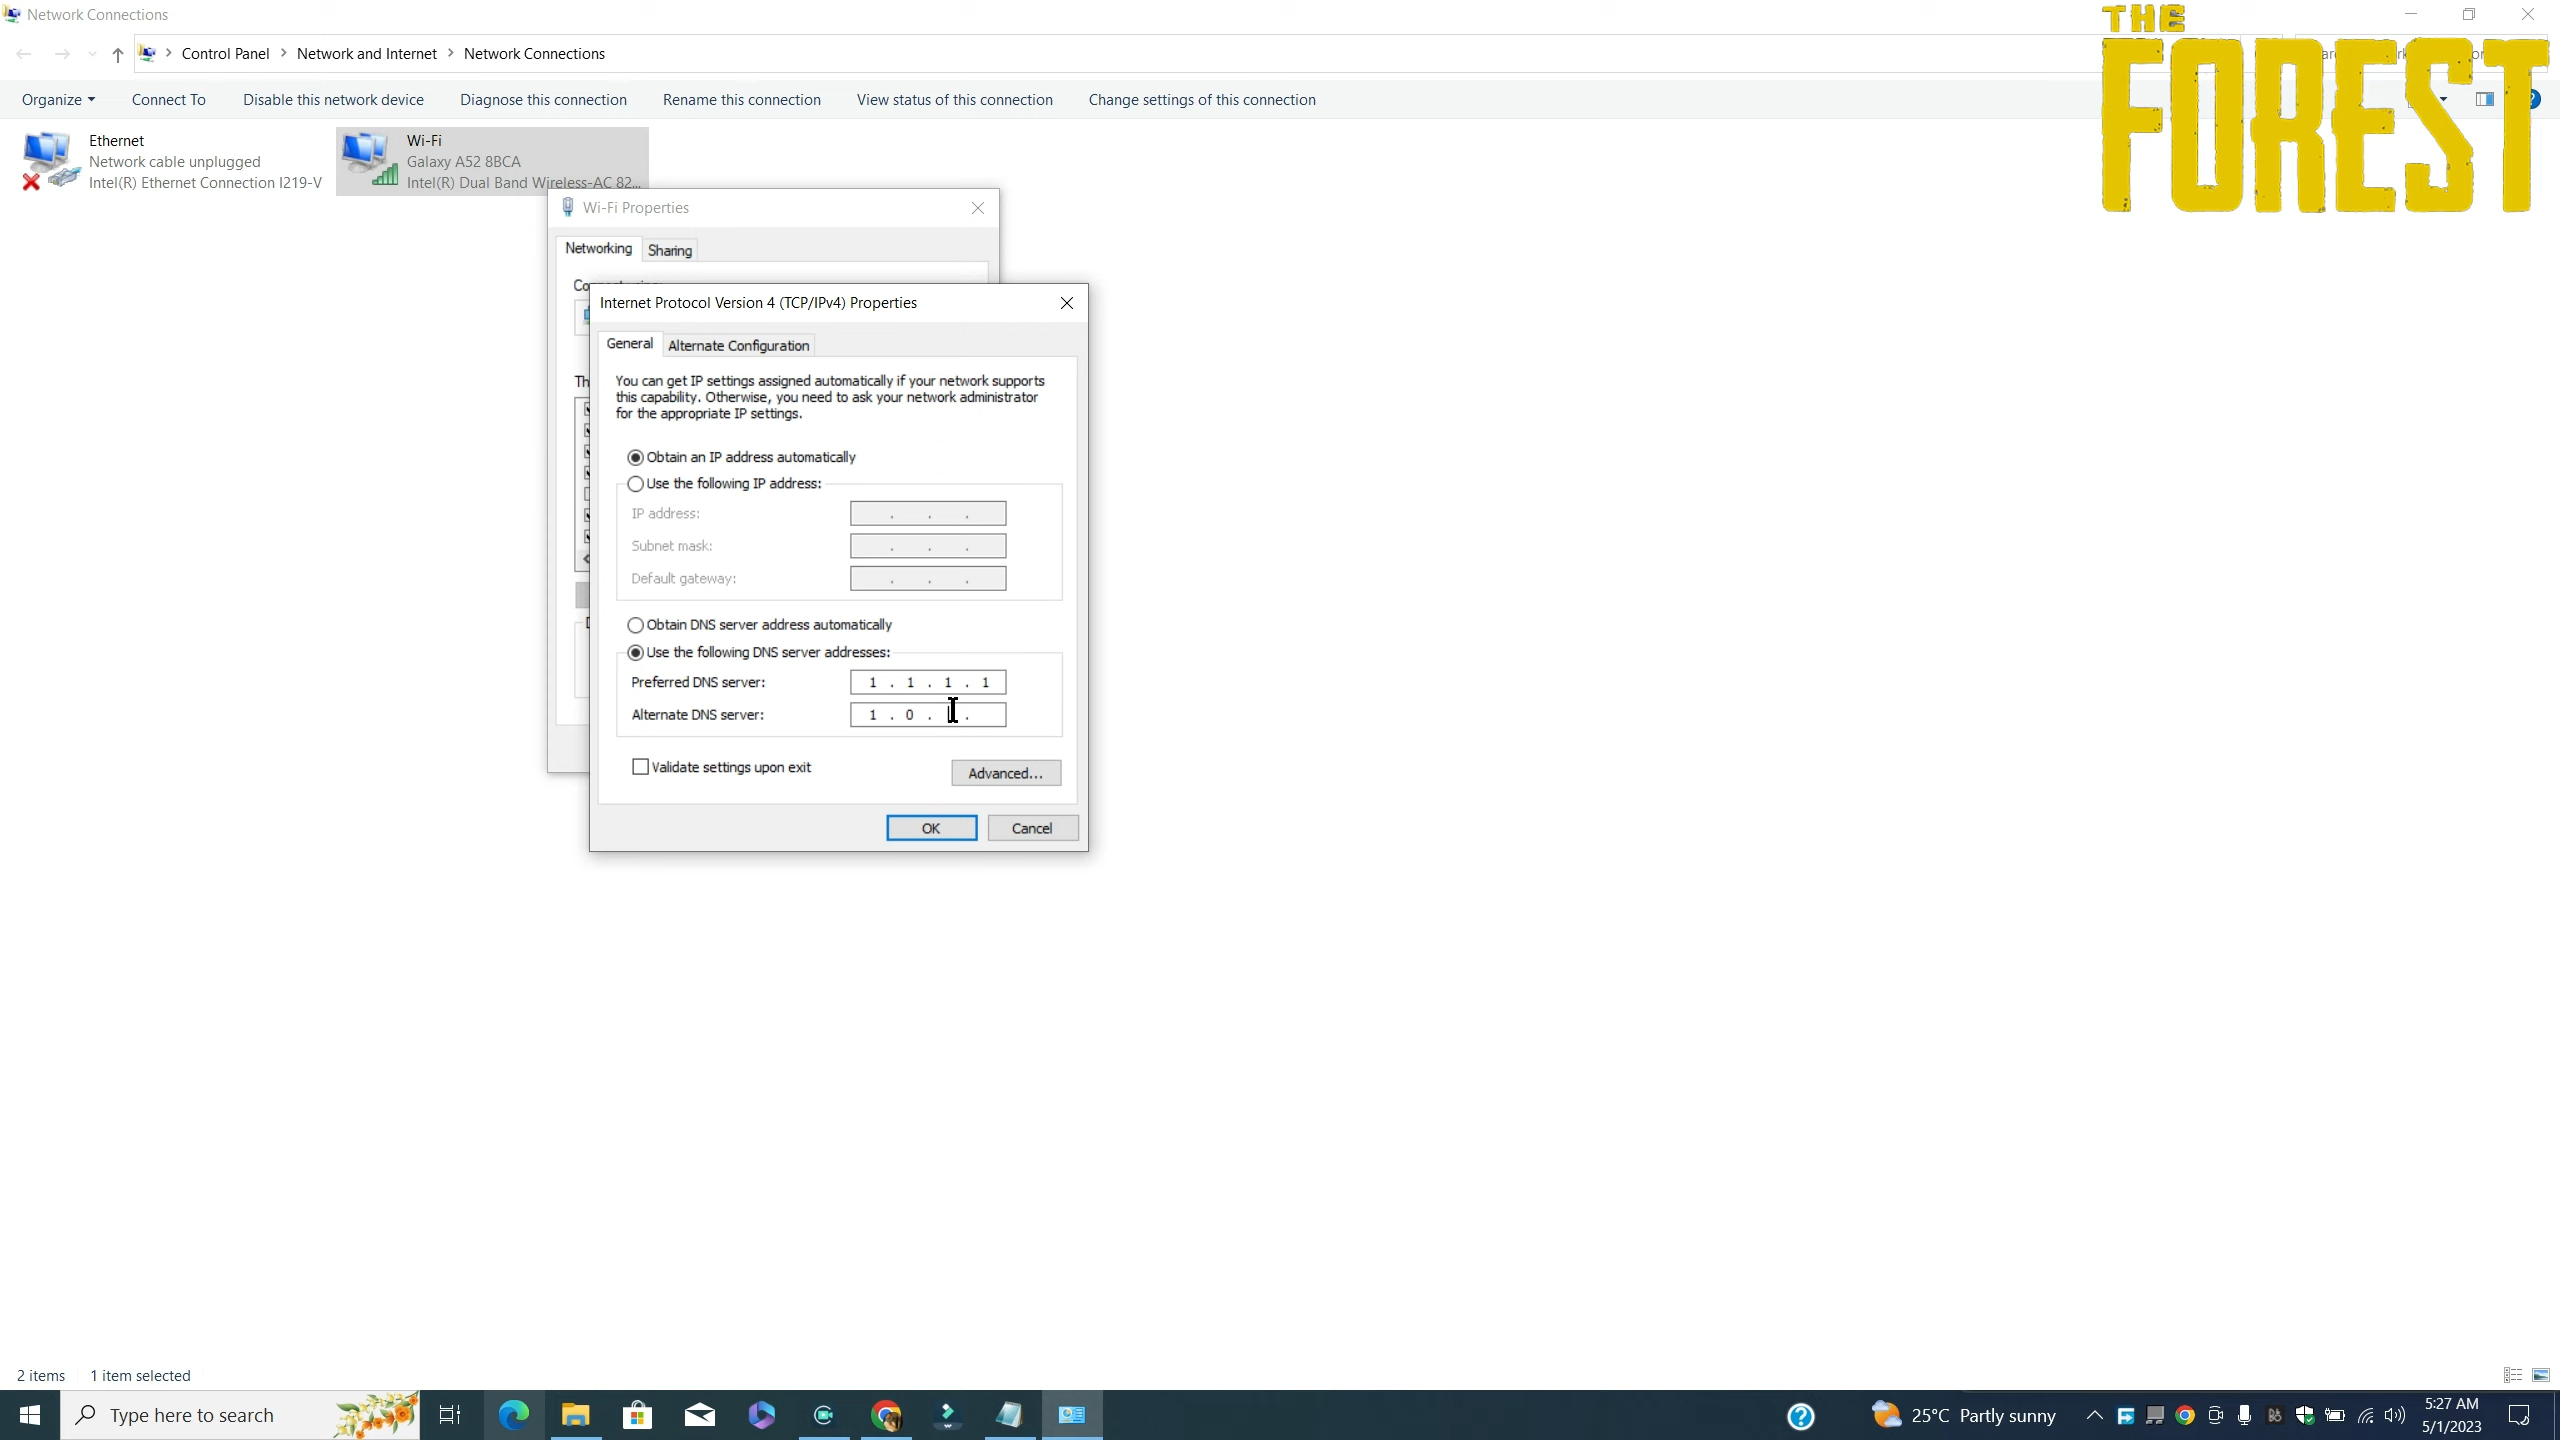 Network Connections
THE
FOREST
Control Panel > Network and Internet > Network Connections
Organize Connect To Disable this network device Diagnose this connection Rename this connection View status of this connection Change settings of this connection
Ethernet
Network cable unplugged
Intel(R) Ethernet Connection I219-V
Wi-Fi
Galaxy A52 8BCA
Intel(R) Dual Band Wireless-AC 82...
Wi-Fi Properties
Networking Sharing
Internet Protocol Version 4 (TCP/IPv4) Properties
General Alternate Configuration
You can get IP settings assigned automatically if your network supports
this capability. Otherwise, you need to ask your network administrator
for the appropriate IP settings.
Obtain an IP address automatically
Use the following IP address:
IP address: . . .
Subnet mask: . . .
Default gateway: . . .
Obtain DNS server address automatically
Use the following DNS server addresses:
Preferred DNS server: 1 . 1 . 1 . 1
Alternate DNS server: 1 . 0 . .
Validate settings upon exit
Advanced...
OK Cancel
2 items 1 item selected
Type here to search
25°C Partly sunny
5:27 AM
5/1/2023